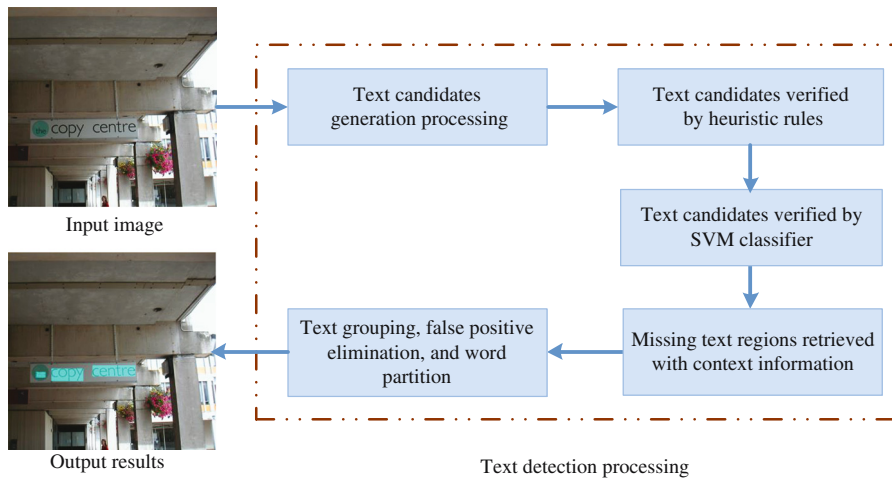 the copy centre
Input image
Text candidates
generation processing
Text candidates verified
by heuristic rules
Text candidates verified by
SVM classifier
Missing text regions retrieved
with context information
Text grouping, false positive
elimination, and word
partition
copy centre
Output results
Text detection processing